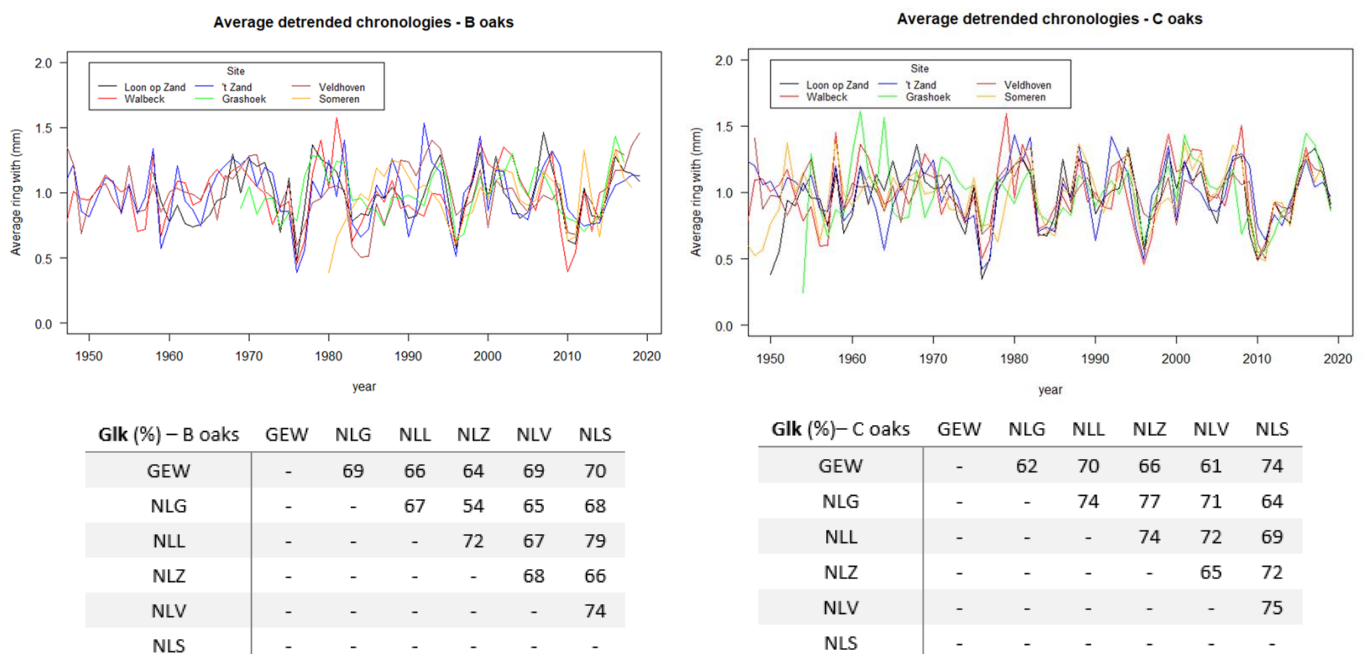 Average detrended chronologies - B oaks
Average ring with (mm)
2.0
1.5
1.0
0.5
0.0
Site
Loon op Zand 't Zand Veldhoven
Walbeck Grashoek Someren
1950 1960 1970 1980 1990 2000 2010 2020
year
Average detrended chronologies - C oaks
Average ring with (mm)
2.0
1.5
1.0
0.5
0.0
Site
Loon op Zand 't Zand Veldhoven
Walbeck Grashoek Someren
1950 1960 1970 1980 1990 2000 2010 2020
year
Glk (%) – B oaks GEW NLG NLL NLZ NLV NLS
GEW - 69 66 64 69 70
NLG - - 67 54 65 68
NLL - - - 72 67 79
NLZ - - - - 68 66
NLV - - - - - 74
NLS - - - - - -
Glk (%)– C oaks GEW NLG NLL NLZ NLV NLS
GEW - 62 70 66 61 74
NLG - - 74 77 71 64
NLL - - - 74 72 69
NLZ - - - - 65 72
NLV - - - - - 75
NLS - - - - - -